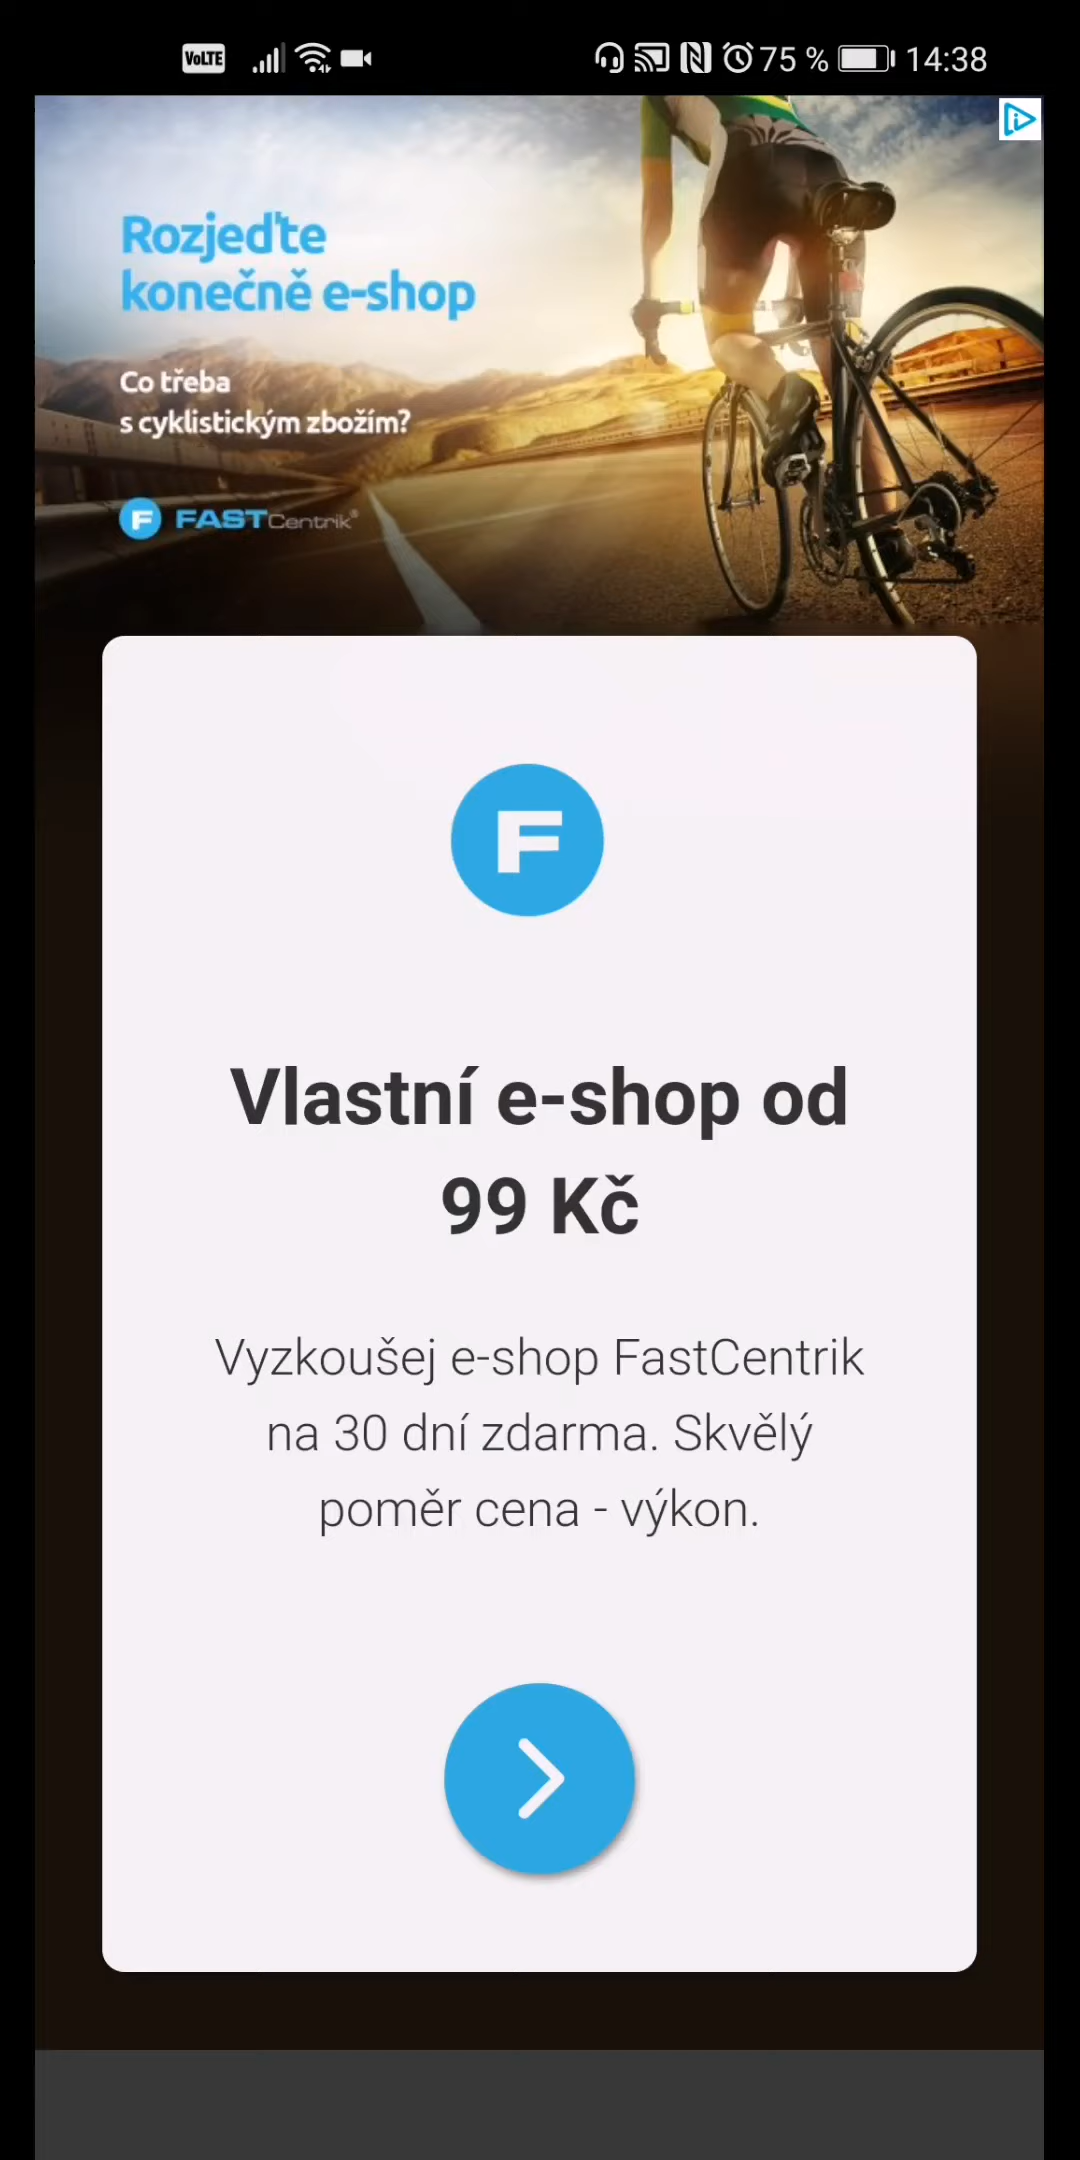 VoLTE 75 % 14:38
Rozjeďte
konečně e-shop
Co třeba
s cyklistickým zbožím?
F FASTCentrik®
F
Vlastní e-shop od
99 Kč
Vyzkoušej e-shop FastCentrik
na 30 dní zdarma. Skvělý
poměr cena - výkon.